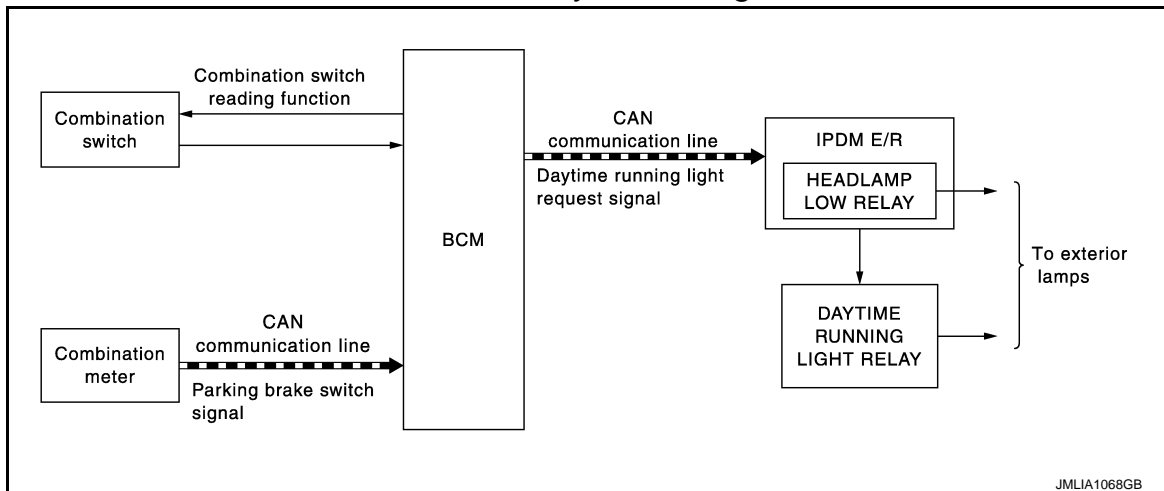 Combination switch
reading function
Combination
switch
CAN
communication line
Daytime running light
request signal
IPDM E/R
HEADLAMP
LOW RELAY
BCM
To exterior
lamps
DAYTIME
RUNNING
LIGHT RELAY
Combination
meter
CAN
communication line
Parking brake switch
signal
JMLIA1068GB